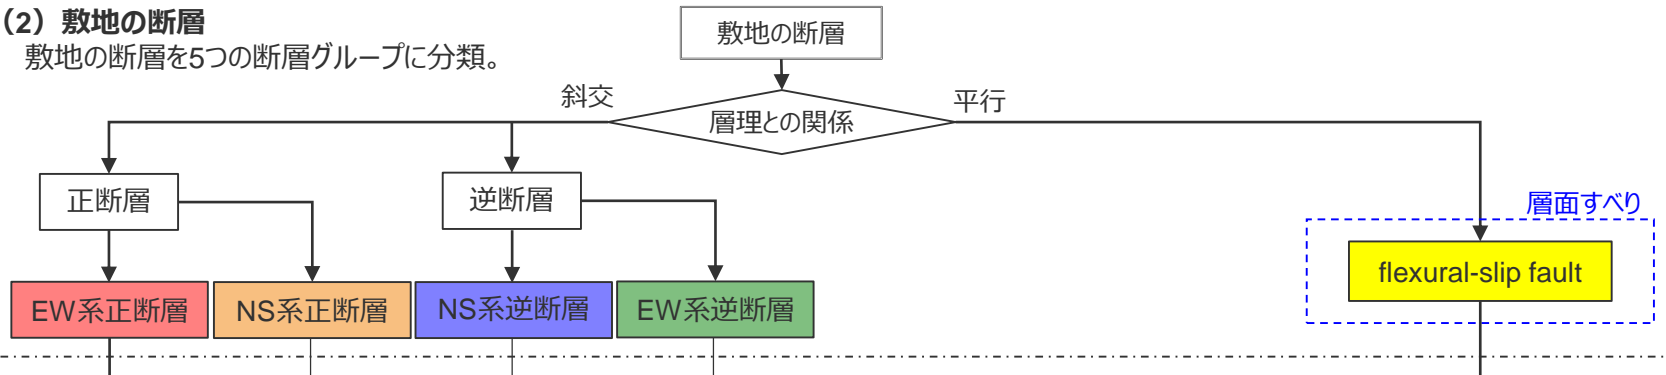 （2）敷地の断層
敷地の断層を5つの断層グループに分類。
敷地の断層
斜交
層理との関係
平行
正断層
逆断層
層面すべり
flexural-slip fault
EW系正断層
NS系正断層
NS系逆断層
EW系逆断層